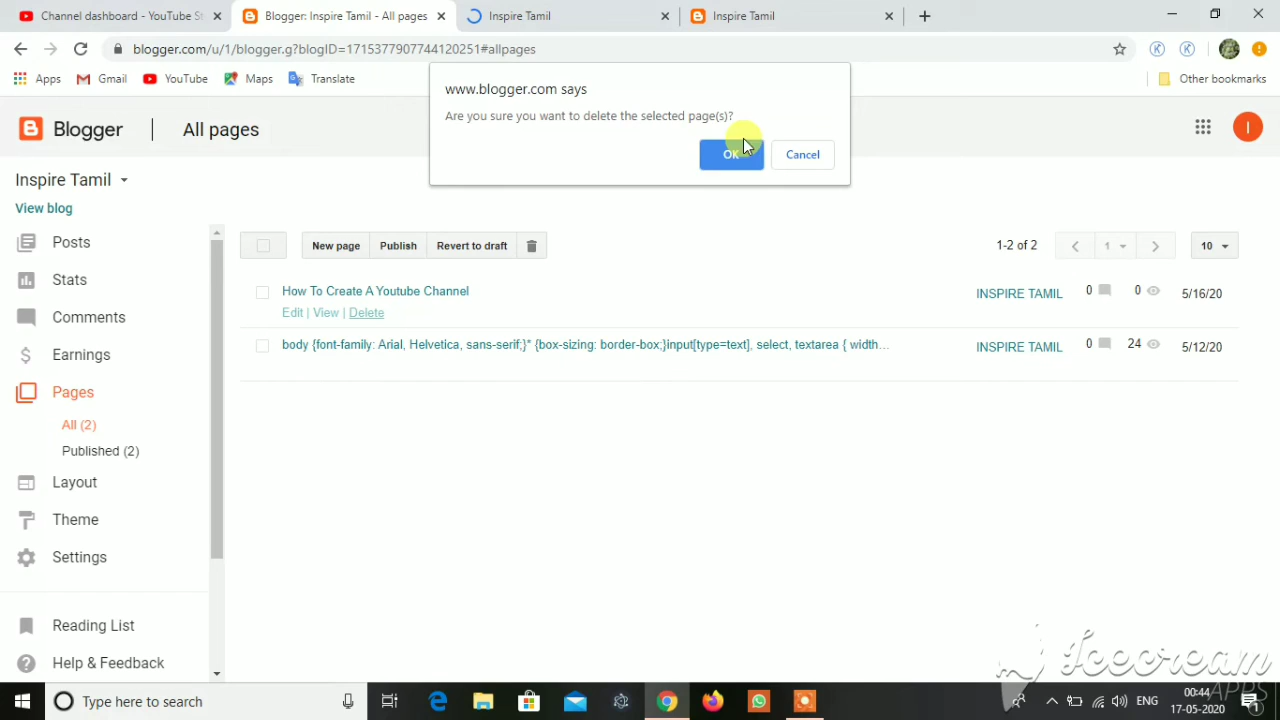 Channel dashboard - YouTube St
Blogger: Inspire Tamil - All pages
Inspire Tamil
Inspire Tamil
blogger.com/u/1/blogger.g?blogID=1715377907744120251#allpages
Apps
Gmail
YouTube
Maps
Translate
Other bookmarks
www.blogger.com says
Are you sure you want to delete the selected page(s)?
OK
Cancel
Blogger
All pages
I
Inspire Tamil
View blog
Posts
Stats
Comments
Earnings
Pages
All (2)
Published (2)
Layout
Theme
Settings
Reading List
Help & Feedback
New page
Publish
Revert to draft
1-2 of 2
1
10
How To Create A Youtube Channel
INSPIRE TAMIL
0
0
5/16/20
Edit | View | Delete
body {font-family: Arial, Helvetica, sans-serif;}* {box-sizing: border-box;}input[type=text], select, textarea { width...
INSPIRE TAMIL
0
24
5/12/20
Icecream
APPS
Type here to search
ENG
00:44
17-05-2020
1